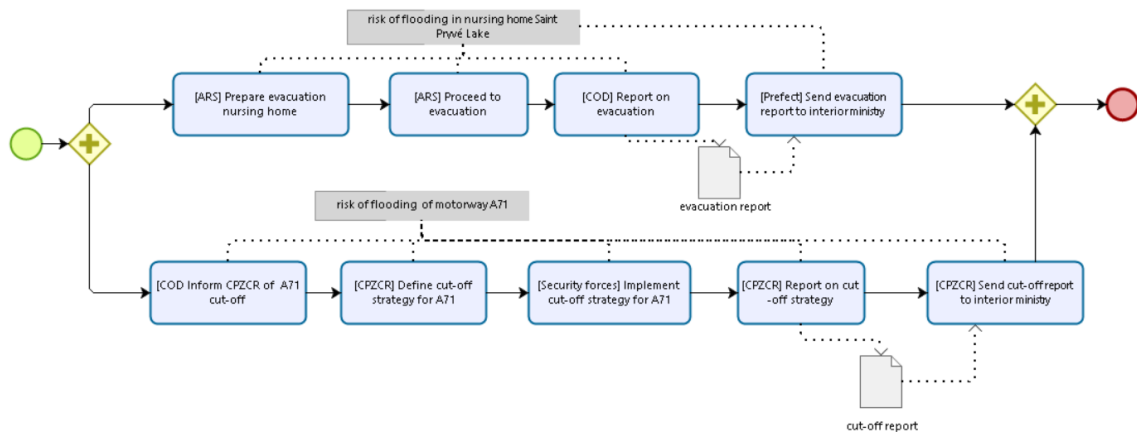 risk of flooding in nursing home Saint
Pryvé Lake
[ARS] Prepare evacuation
nursing home
[ARS] Proceed to
evacuation
[COD] Report on
evacuation
[Prefect] Send evacuation
report to interior ministry
evacuation report
risk of flooding of motorway A71
[COD Inform CPZCR of A71
cut-off
[CPZCR] Define cut-off
strategy for A71
[Security forces] Implement
cut-off strategy for A71
[CPZCR] Report on cut
-off strategy
[CPZCR] Send cut-off report
to interior ministry
cut-off report